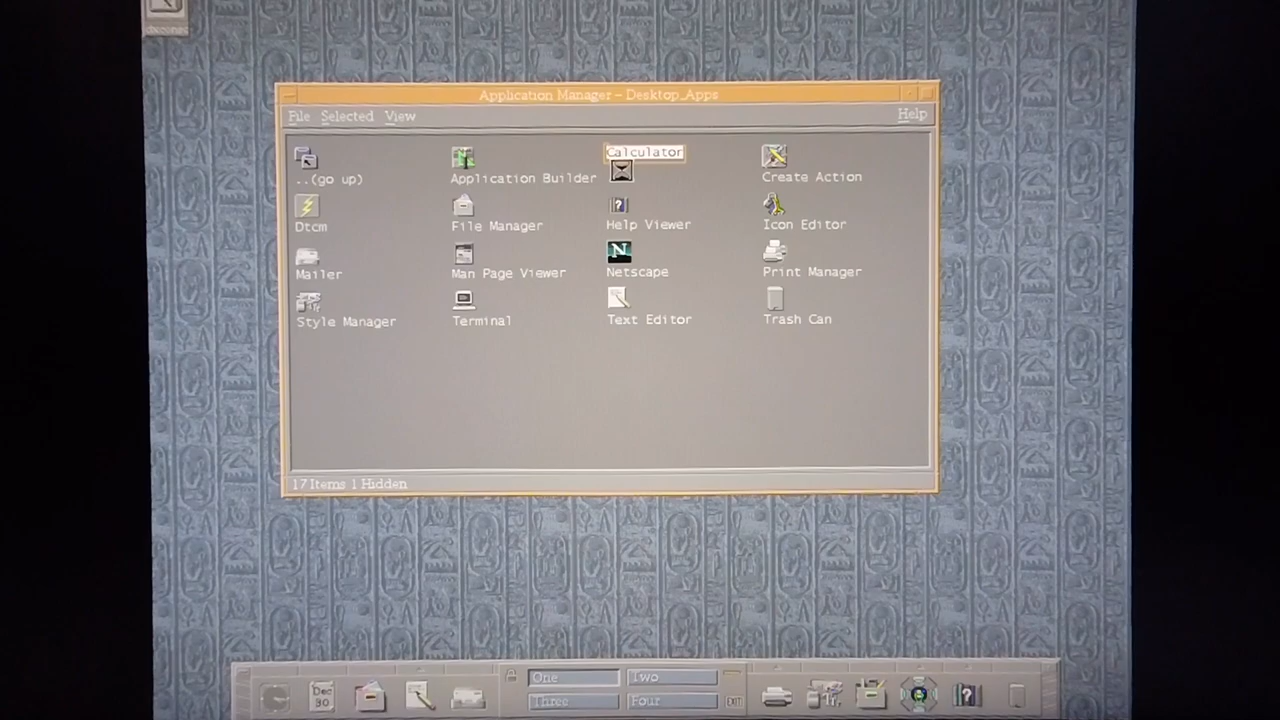 Application Manager - Desktop_Apps
File Selected View Help
Calculator
..(go up) Application Builder Create Action
Dtcm File Manager Help Viewer Icon Editor
N
Mailer Man Page Viewer Netscape Print Manager
Style Manager Terminal Text Editor Trash Can
17 Items 1 Hidden
One Two
Dec
30
Three Four EXIT